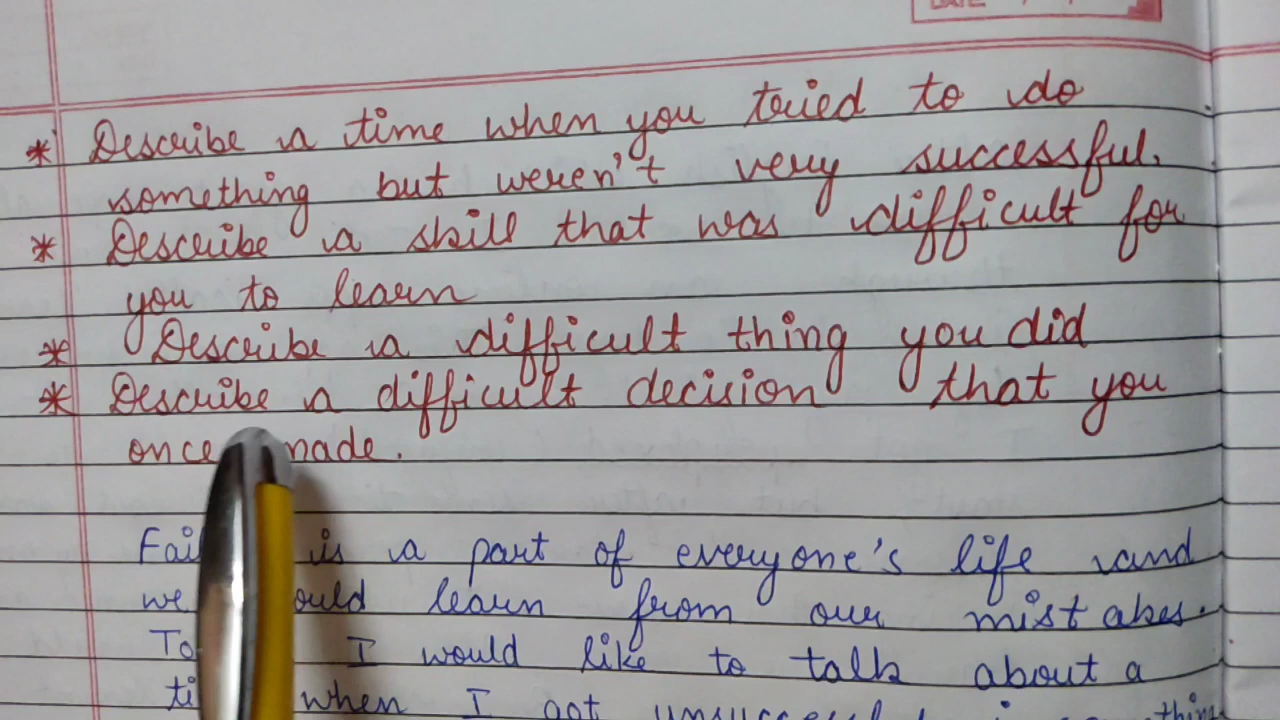 DATE
* Describe a time when you tried to do
something but weren't very successful.
* Describe a skill that was difficult for
you to learn
* Describe a difficult thing you did
* Describe a difficult decision that you
once made.
is a part of everyone's life and
we learn from our mistakes.
I would like to talk about a
when I got